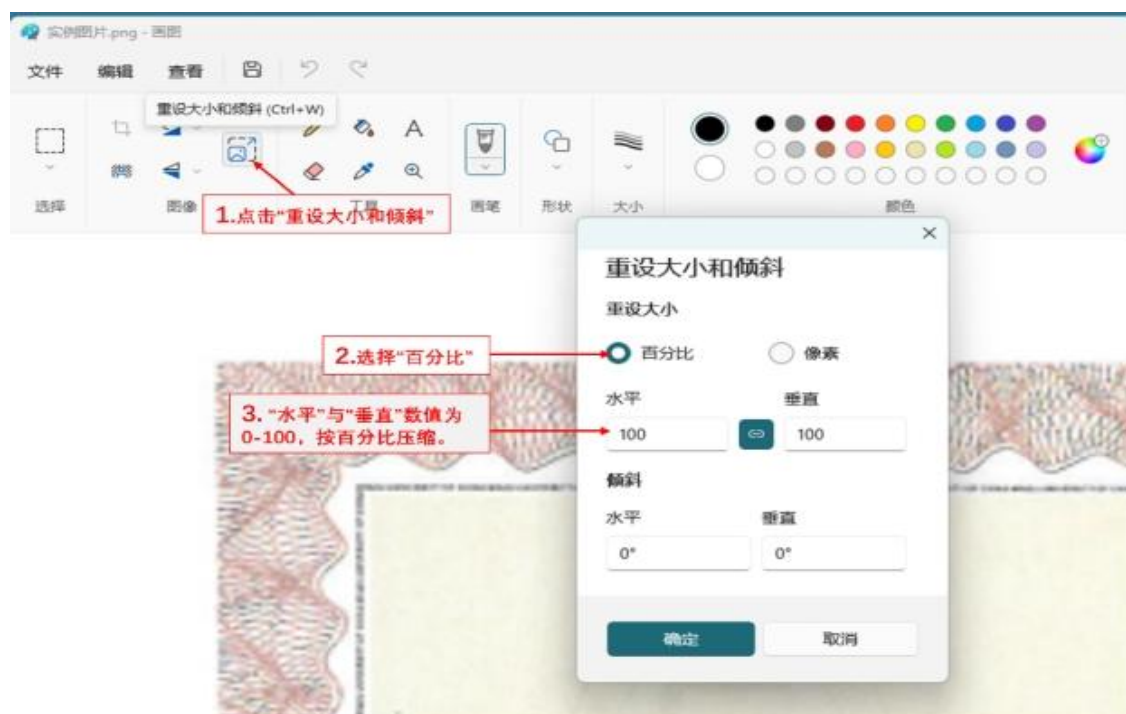 实例图片.png - 画图
文件 编辑 查看
重设大小和倾斜 (Ctrl+W)
A
选择 图像 工具 画笔 形状 大小 颜色
1.点击“重设大小和倾斜”
重设大小和倾斜
重设大小
2.选择“百分比”
百分比 像素
水平 垂直
3. “水平”与“垂直”数值为
0-100，按百分比压缩。
100 100
倾斜
水平 垂直
0° 0°
确定 取消